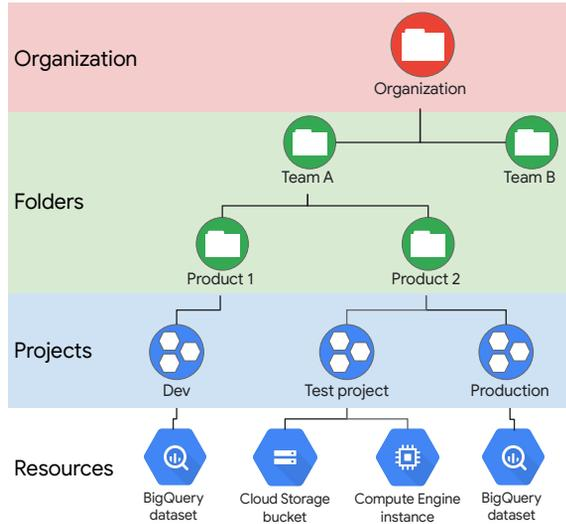 Organization
Organization
Team A
Team B
Folders
Product 1
Product 2
Projects
Dev
Test project
Production
Resources
BigQuery
dataset
Cloud Storage
bucket
Compute Engine
instance
BigQuery
dataset